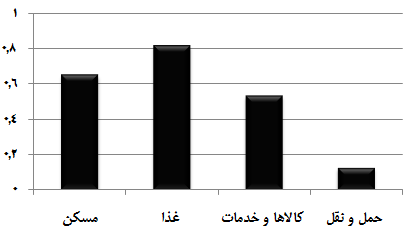 ۱
۰,۸
۰,۶
۰,۴
۰,۲
۰
مسکن
غذا
کالاها و خدمات
حمل و نقل